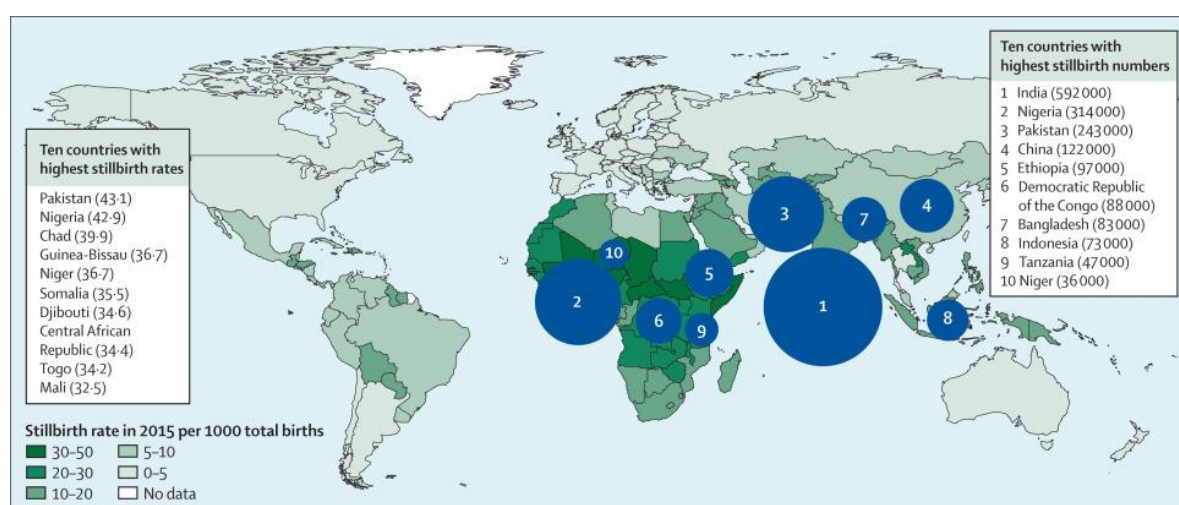 Ten countries with
highest stillbirth rates
Pakistan (43·1)
Nigeria (42·9)
Chad (39·9)
Guinea-Bissau (36·7)
Niger (36·7)
Somalia (35·5)
Djibouti (34·6)
Central African
Republic (34·4)
Togo (34·2)
Mali (32·5)
Stillbirth rate in 2015 per 1000 total births
30–50
20–30
10–20
5–10
0–5
No data
10
2
6
5
9
3
7
4
1
8
Ten countries with
highest stillbirth numbers
1 India (592 000)
2 Nigeria (314 000)
3 Pakistan (243 000)
4 China (122 000)
5 Ethiopia (97 000)
6 Democratic Republic
of the Congo (88 000)
7 Bangladesh (83 000)
8 Indonesia (73 000)
9 Tanzania (47 000)
10 Niger (36 000)